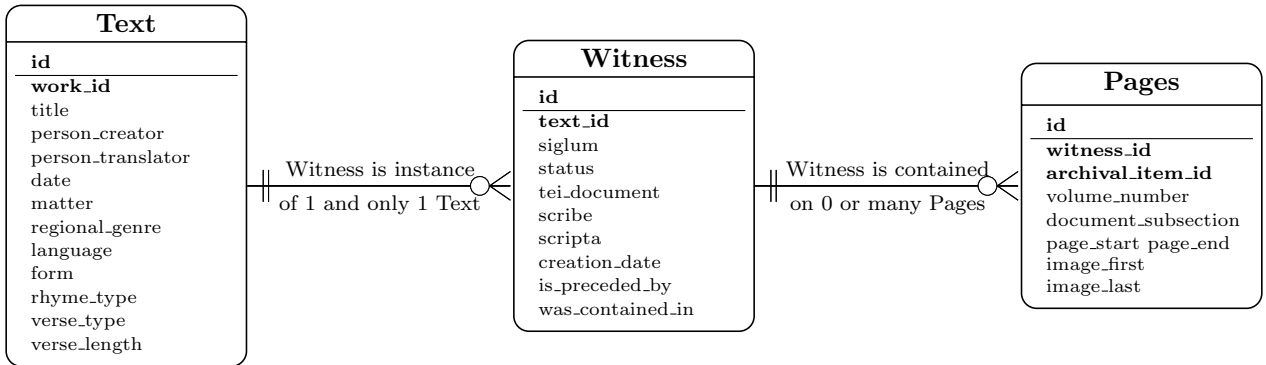 Text
id
work_id
title
person_creator
person_translator
date
matter
regional_genre
language
form
rhyme_type
verse_type
verse_length
Witness is instance
of 1 and only 1 Text
Witness
id
text_id
siglum
status
tei_document
scribe
scripta
creation_date
is_preceded_by
was_contained_in
Witness is contained
on 0 or many Pages
Pages
id
witness_id
archival_item_id
volume_number
document_subsection
page_start page_end
image_first
image_last